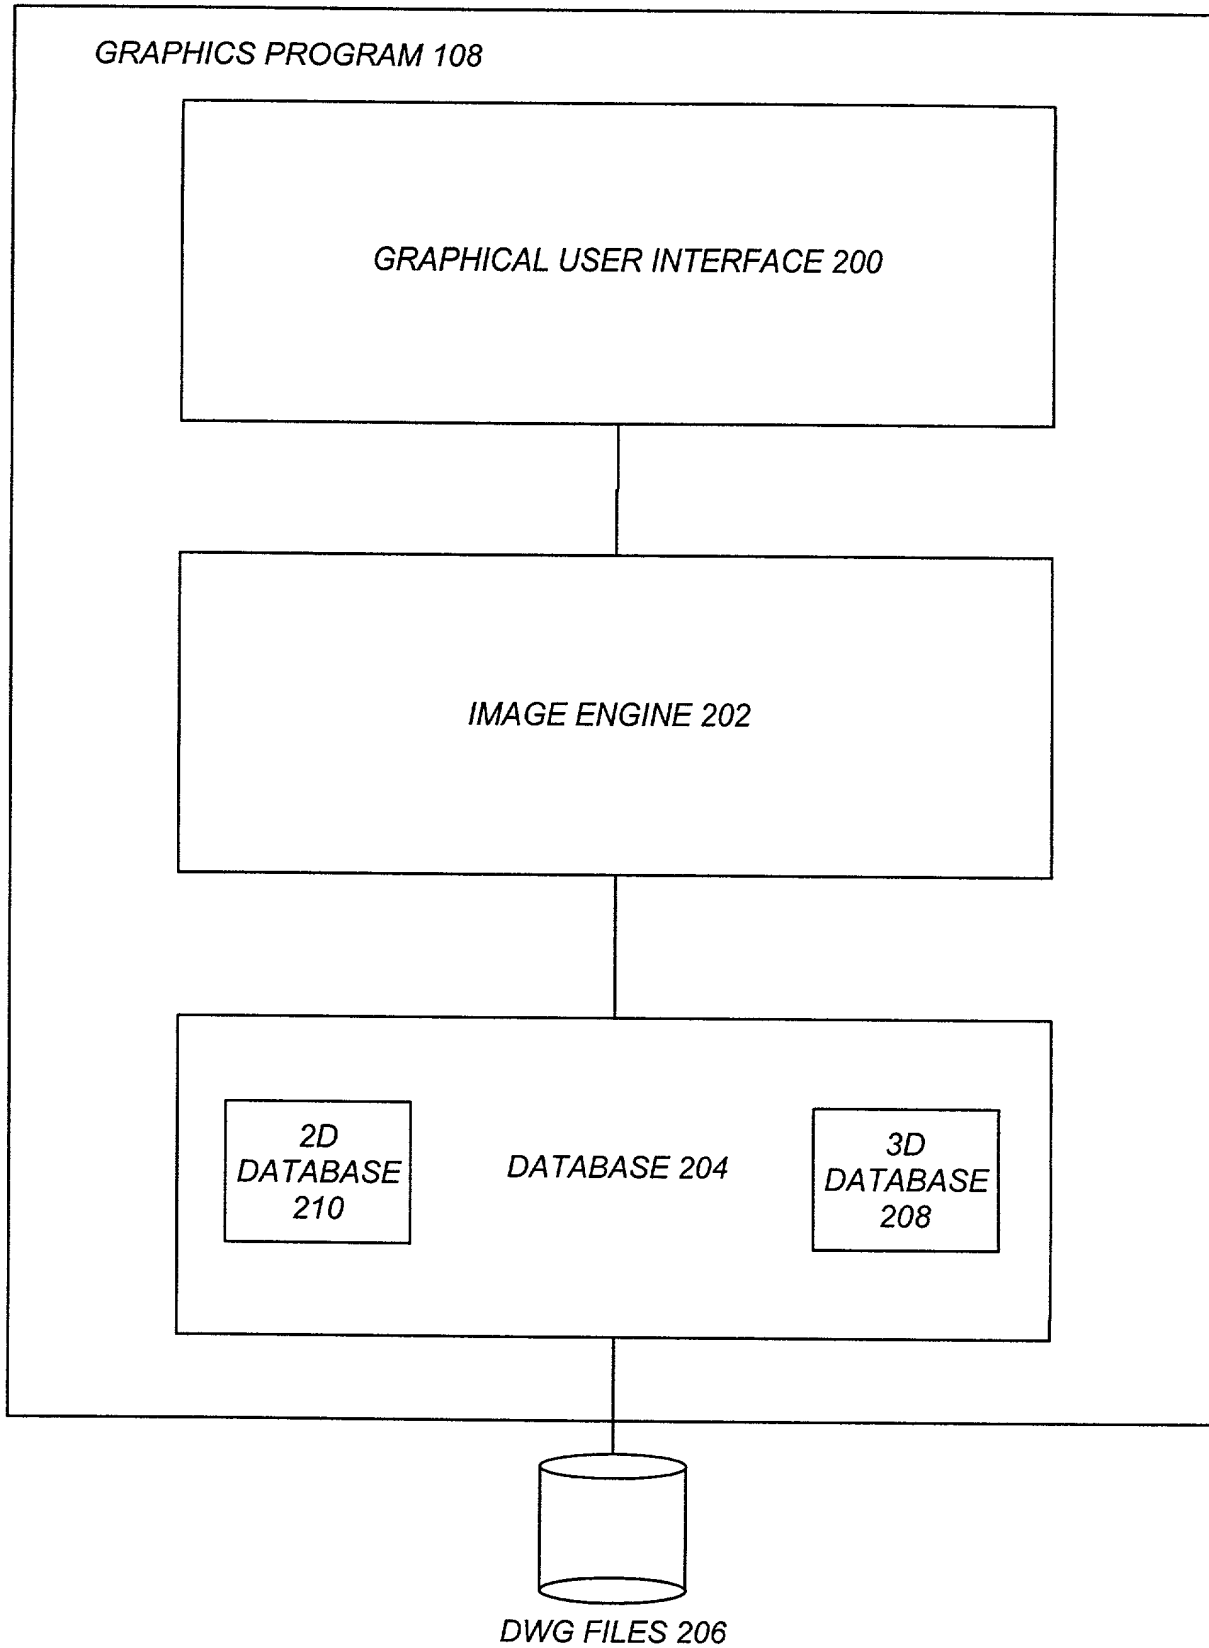 GRAPHICS PROGRAM 108
GRAPHICAL USER INTERFACE 200
IMAGE ENGINE 202
2D
DATABASE
210
DATABASE 204
3D
DATABASE
208
DWG FILES 206